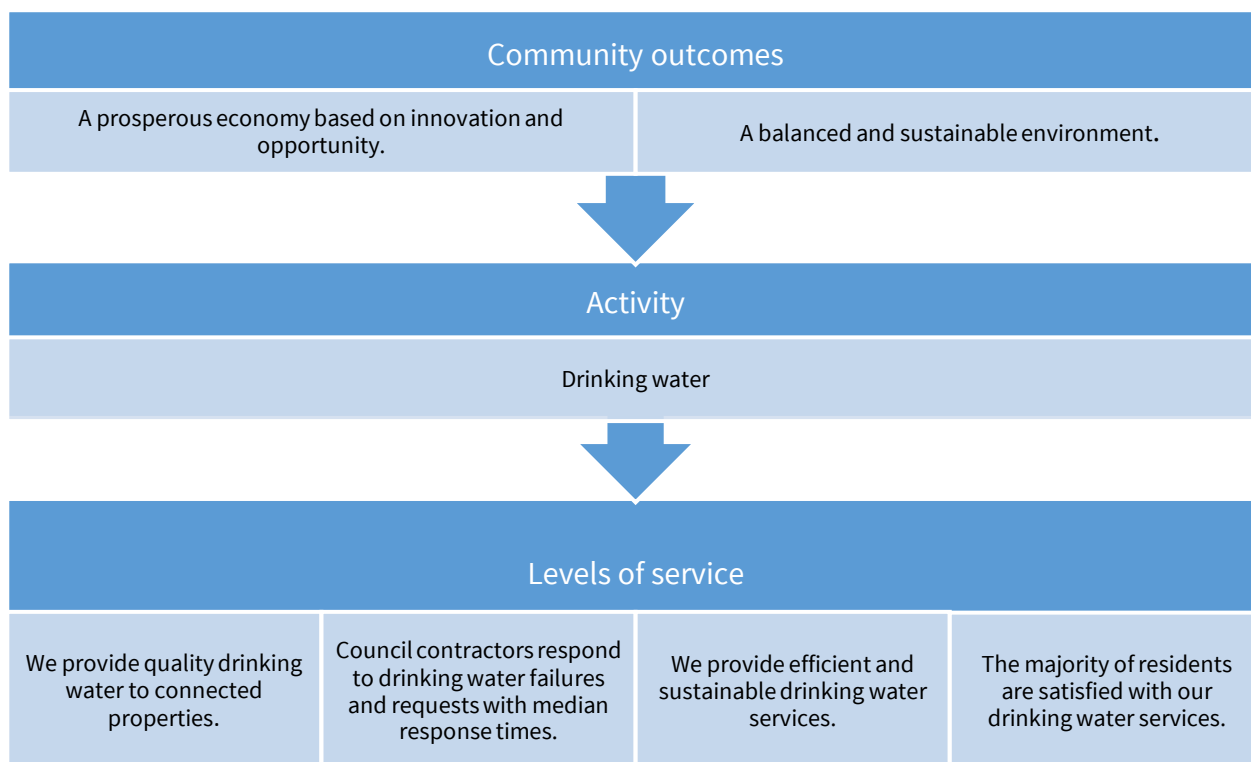 Community outcomes
A prosperous economy based on innovation and
opportunity.
A balanced and sustainable environment.
Activity
Drinking water
Levels of service
We provide quality drinking
water to connected
properties.
Council contractors respond
to drinking water failures
and requests with median
response times.
We provide efficient and
sustainable drinking water
services.
The majority of residents
are satisfied with our
drinking water services.